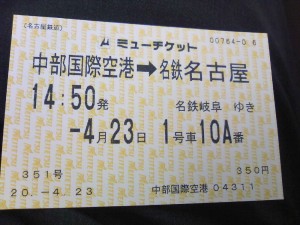 (名古屋鉄道)
μ ミューチケット
00764-06
中部国際空港→名鉄名古屋
14:50発 名鉄岐阜 ゆき
-4月23日 1号車 10A番
351号 350円
20.-4.23 中部国際空港 04311